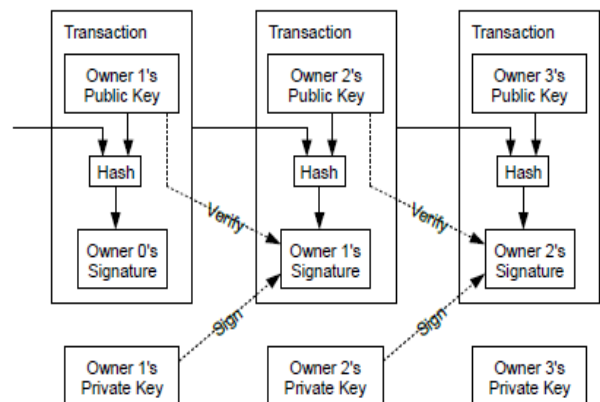 Transaction
Owner 1's
Public Key
Hash
Owner 0's
Signature
Transaction
Owner 2's
Public Key
Hash
Verify
Owner 1's
Signature
Transaction
Owner 3's
Public Key
Hash
Verify
Owner 2's
Signature
Owner 1's
Private Key
Sign
Owner 2's
Private Key
Sign
Owner 3's
Private Key